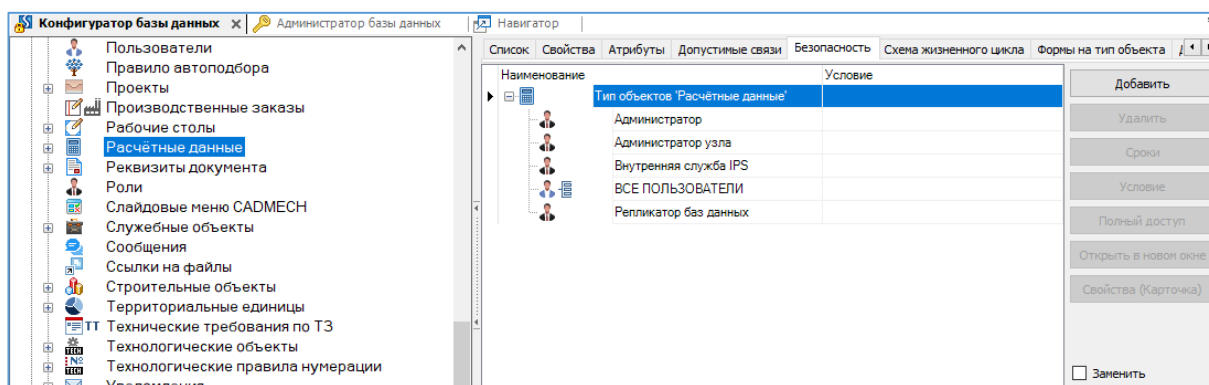 Конфигуратор базы данных Администратор базы данных Навигатор
Пользователи
Правило автоподбора
Проекты
Производственные заказы
Рабочие столы
Расчётные данные
Реквизиты документа
Роли
Слайдовые меню CADMECH
Служебные объекты
Сообщения
Ссылки на файлы
Строительные объекты
Территориальные единицы
ТТ Технические требования по ТЗ
Технологические объекты
Технологические правила нумерации
Уведомления
Список Свойства Атрибуты Допустимые связи Безопасность Схема жизненного цикла Формы на тип объекта
Наименование Условие
Тип объектов 'Расчётные данные'
Администратор
Администратор узла
Внутренняя служба IPS
ВСЕ ПОЛЬЗОВАТЕЛИ
Репликатор баз данных
Добавить
Удалить
Сроки
Условие
Полный доступ
Открыть в новом окне
Свойства (Карточка)
Заменить